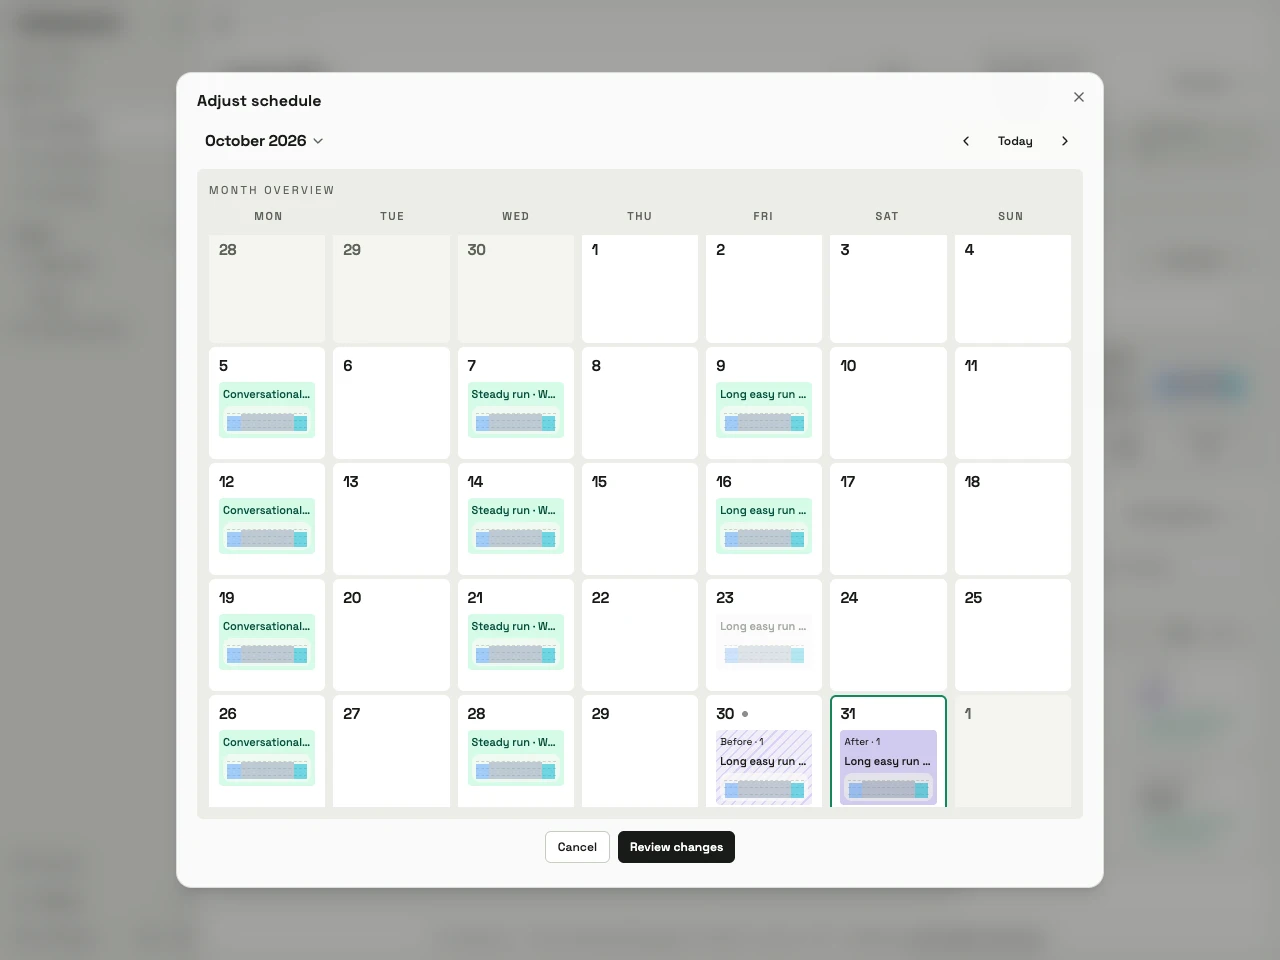 Adjust schedule
October 2026
Today
MONTH OVERVIEW
MON TUE WED THU FRI SAT SUN
28 29 30 1 2 3 4
5 6 7 8 9 10 11
Conversational... Steady run · W... Long easy run ...
12 13 14 15 16 17 18
Conversational... Steady run · W... Long easy run ...
19 20 21 22 23 24 25
Conversational... Steady run · W... Long easy run ...
26 27 28 29 30 31 1
Before · 1 After · 1
Conversational... Steady run · W... Long easy run ... Long easy run ...
Cancel Review changes